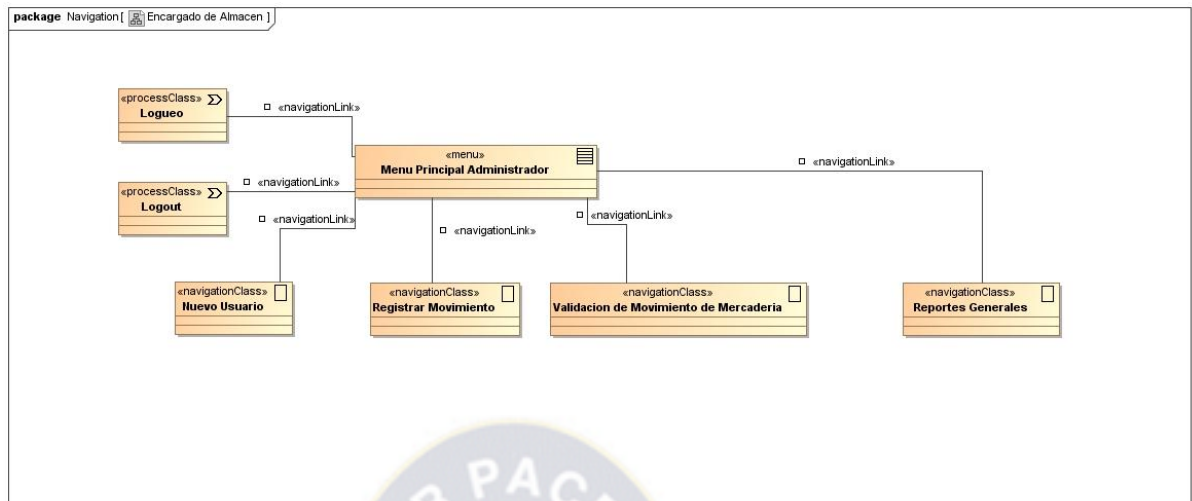 package Navigation [ Encargado de Almacen ]
«processClass»
Logueo
«navigationLink»
«menu»
Menu Principal Administrador
«navigationLink»
«processClass»
Logout
«navigationLink»
«navigationLink»
«navigationLink»
«navigationLink»
«navigationClass»
Nuevo Usuario
«navigationClass»
Registrar Movimiento
«navigationClass»
Validacion de Movimiento de Mercaderia
«navigationClass»
Reportes Generales